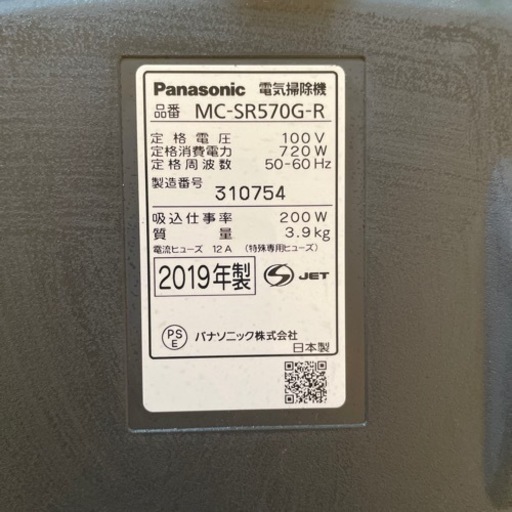 Panasonic 電気掃除機
品番 MC-SR570G-R
定格電圧 100V
定格消費電力 720W
定格周波数 50-60Hz
製造番号 310754
吸込仕事率 200W
質量 3.9kg
電流ヒューズ 12A (特殊専用ヒューズ)
2019年製 S JET
PS E パナソニック株式会社
日本製